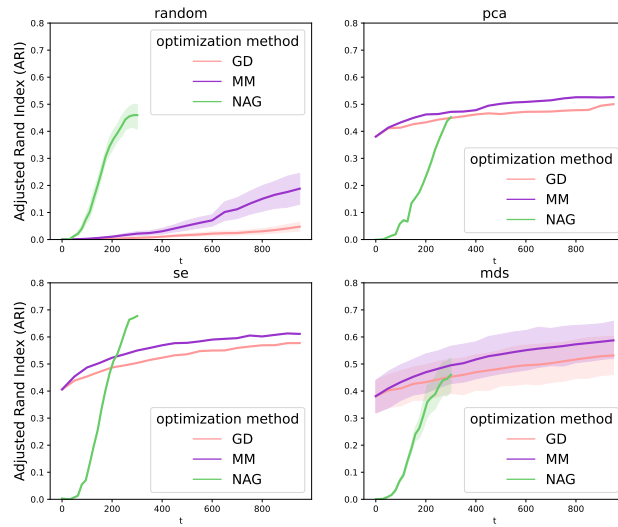 random
pca
Adjusted Rand Index (ARI)
0.8
0.7
0.6
0.5
0.4
0.3
0.2
0.1
0.0
optimization method
GD
MM
NAG
0 200 400 600 800
t
0.8
0.7
0.6
0.5
0.4
0.3
0.2
0.1
0.0
optimization method
GD
MM
NAG
0 200 400 600 800
t
se
mds
Adjusted Rand Index (ARI)
0.8
0.7
0.6
0.5
0.4
0.3
0.2
0.1
0.0
optimization method
GD
MM
NAG
0 200 400 600 800
t
0.8
0.7
0.6
0.5
0.4
0.3
0.2
0.1
0.0
optimization method
GD
MM
NAG
0 200 400 600 800
t